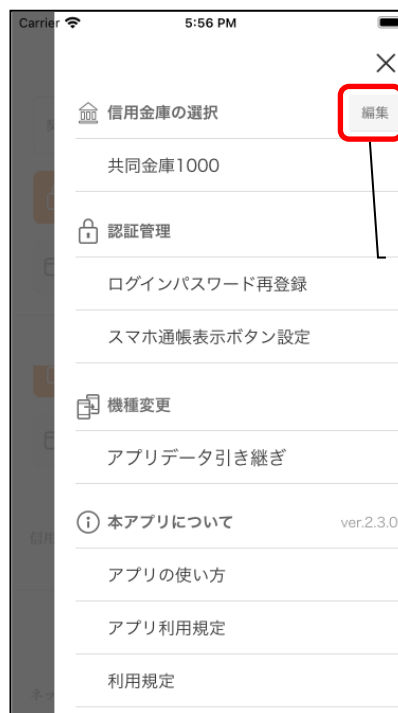 Carrier 5:56 PM
信用金庫の選択 編集
共同金庫1000
認証管理
ログインパスワード再登録
スマホ通帳表示ボタン設定
機種変更
アプリデータ引き継ぎ
本アプリについて ver.2.3.0
アプリの使い方
アプリ利用規定
信用
利用規定
ネッ